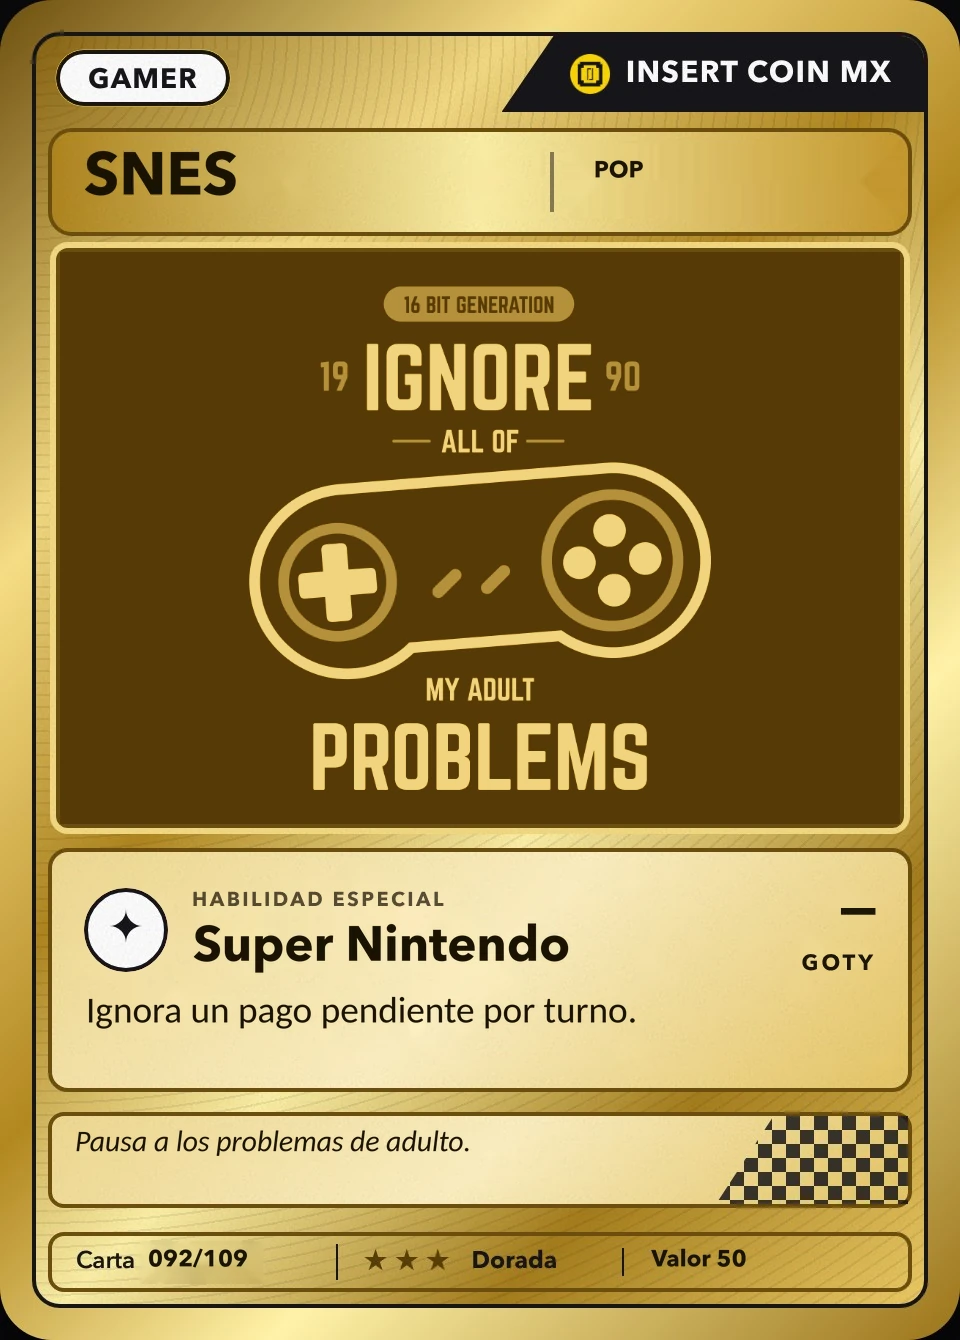 GAMER
INSERT COIN MX
SNES
POP
16 BIT GENERATION
19 IGNORE 90
ALL OF
MY ADULT
PROBLEMS
HABILIDAD ESPECIAL
Super Nintendo
GOTY
Ignora un pago pendiente por turno.
Pausa a los problemas de adulto.
Carta 092/109 ★★★ Dorada Valor 50